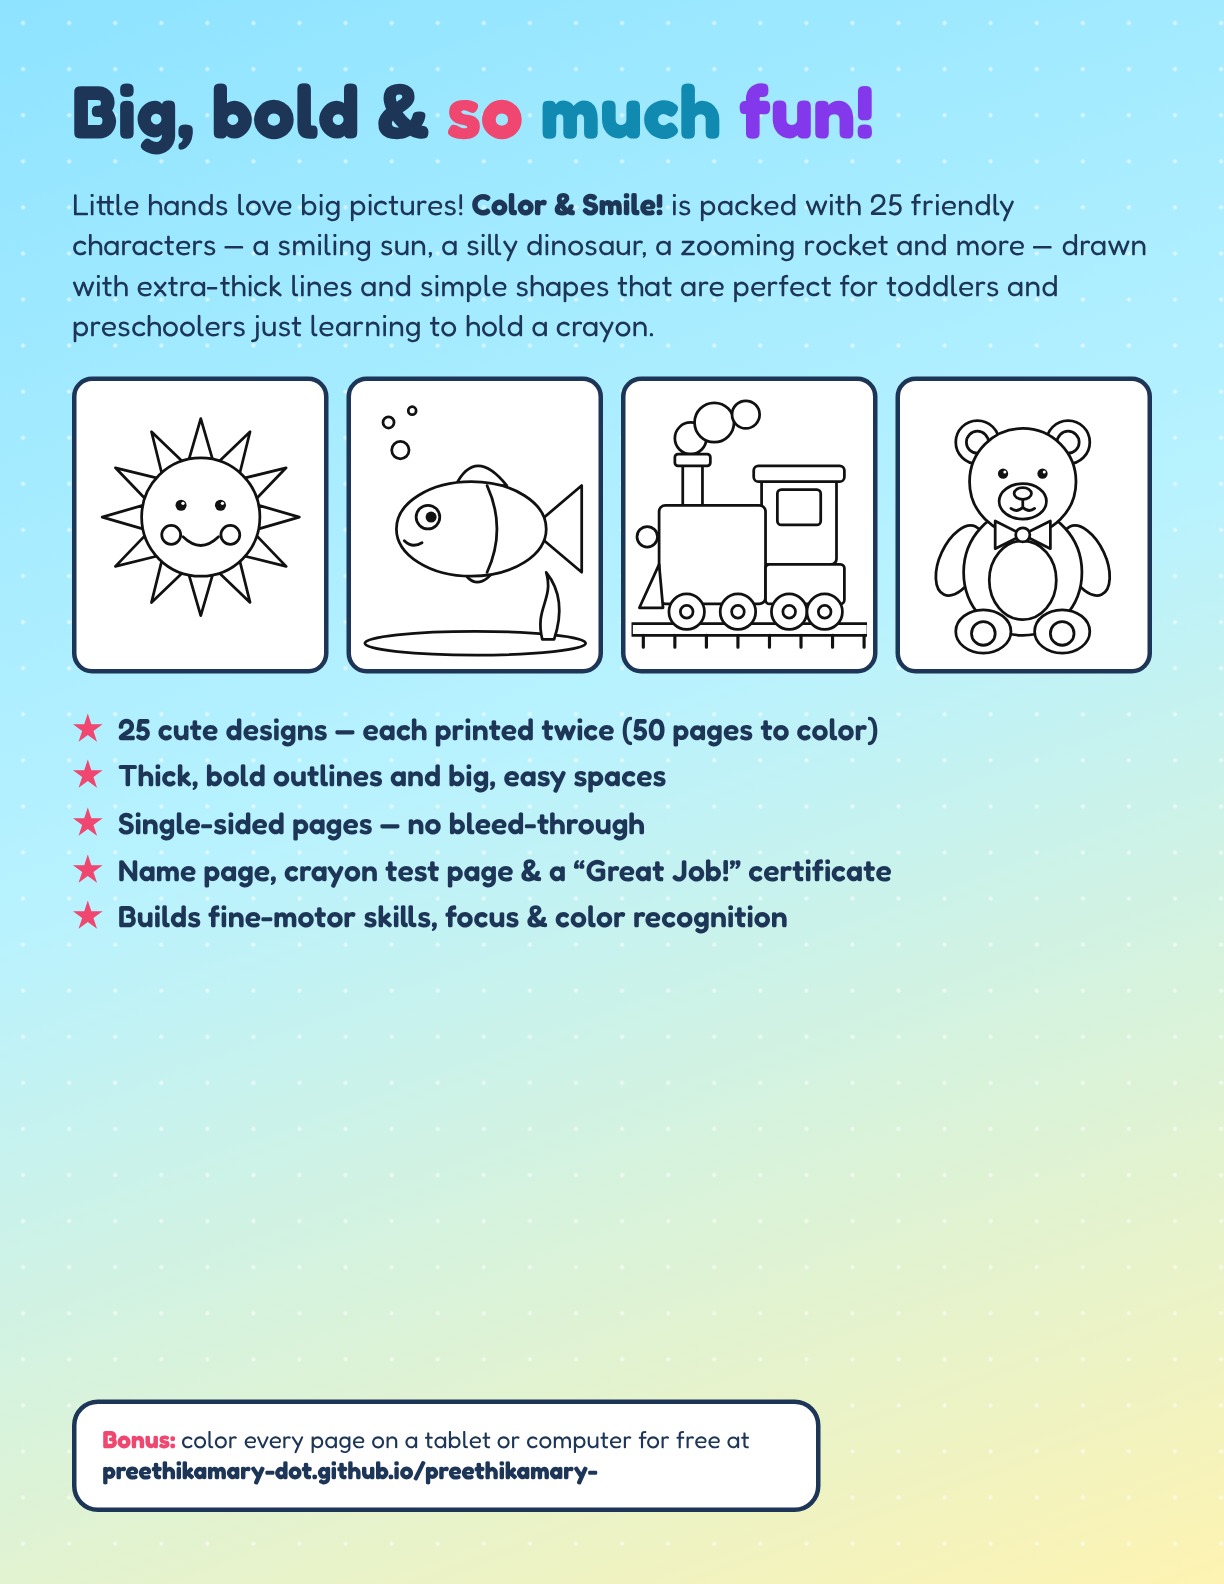 Big, bold & so much fun!
Little hands love big pictures! Color & Smile! is packed with 25 friendly
characters — a smiling sun, a silly dinosaur, a zooming rocket and more — drawn
with extra-thick lines and simple shapes that are perfect for toddlers and
preschoolers just learning to hold a crayon.
★ 25 cute designs — each printed twice (50 pages to color)
★ Thick, bold outlines and big, easy spaces
★ Single-sided pages — no bleed-through
★ Name page, crayon test page & a “Great Job!” certificate
★ Builds fine-motor skills, focus & color recognition
Bonus: color every page on a tablet or computer for free at
preethikamary-dot.github.io/preethikamary-